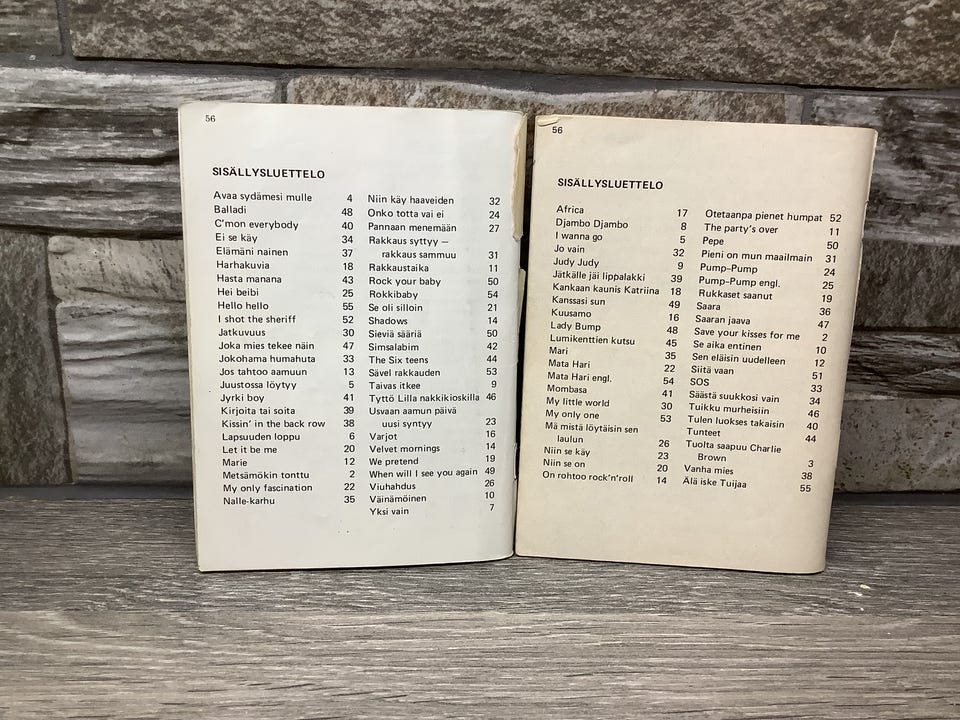 56
SISÄLLYSLUETTELO
Avaa sydämesi mulle 4
Balladi 48
C'mon everybody 40
Ei se käy 34
Elämäni nainen 37
Harhakuvia 18
Hasta manana 43
Hei beibi 25
Hello hello 55
I shot the sheriff 52
Jatkuvuus 30
Joka mies tekee näin 47
Jokohama humahuta 33
Jos tahtoo aamuun 13
Juustossa löytyy 5
Jyrki boy 41
Kirjoita tai soita 39
Kissin' in the back row 38
Lapsuuden loppu 6
Let it be me 20
Marie 12
Metsämökin tonttu 2
My only fascination 22
Nalle-karhu 35
Niin käy haaveiden 32
Onko totta vai ei 24
Pannaan menemään 27
Rakkaus syttyy —
rakkaus sammuu 31
Rakkaustaika 11
Rock your baby 50
Rokkibaby 54
Se oli silloin 21
Shadows 14
Sieviä sääriä 50
Simsalabim 42
The Six teens 44
Sävel rakkauden 53
Taivas itkee 9
Tyttö Lilla nakkikioskilla 46
Usvaan aamun päivä
uusi syntyy 23
Varjot 16
Velvet mornings 14
We pretend 19
When will I see you again 49
Viuhahdus 26
Väinämöinen 10
Yksi vain 7
56
SISÄLLYSLUETTELO
Africa 17
Djambo Djambo 8
I wanna go 5
Jo vain 32
Judy Judy 9
Jätkälle jäi lippalakki 39
Kankaan kaunis Katriina 18
Kanssasi sun 49
Kuusamo 16
Lady Bump 48
Lumikenttien kutsu 45
Mari 35
Mata Hari 22
Mata Hari engl. 54
Mombasa 41
My little world 30
My only one 53
Mä mistä löytäisin sen
laulun 26
Niin se käy 23
Niin se on 20
On rohtoo rock'n'roll 14
Otetaanpa pienet humpat 52
The party's over 11
Pepe 50
Pieni on mun maailmain 31
Pump-Pump 24
Pump-Pump engl. 25
Rukkaset saanut 19
Saara 36
Saaran jaava 47
Save your kisses for me 2
Se aika entinen 10
Sen eläisin uudelleen 12
Siitä vaan 51
SOS 33
Säästä suukkosi vain 34
Tuikku murheisiin 46
Tulen luokses takaisin 40
Tunteet 44
Tuolta saapuu Charlie
Brown 3
Vanha mies 38
Älä iske Tuijaa 55